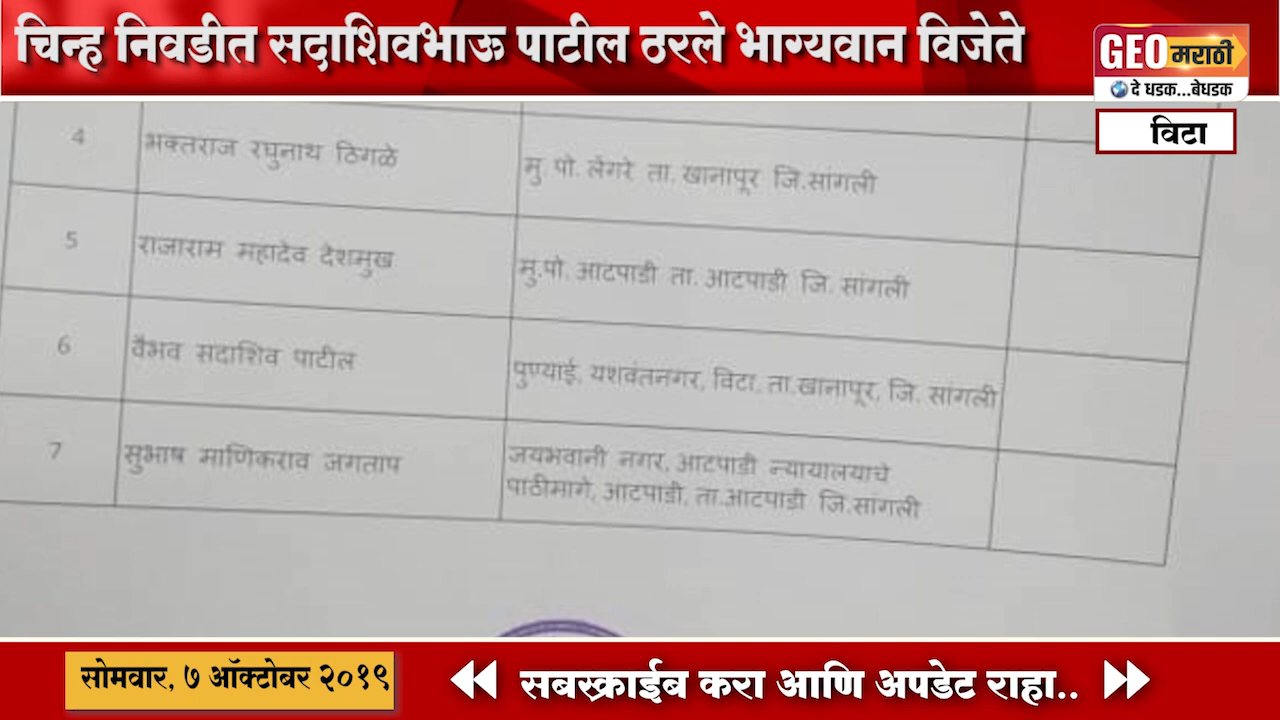 चिन्ह निवडीत सदाशिवभाऊ पाटील ठरले भाग्यवान विजेते
GEO मराठी
दे धडक...बेधडक
विटा
4 भक्तराज रघुनाथ ठिगळे मु. पो. लेंगरे ता. खानापूर जि.सांगली
5 राजाराम महादेव देशमुख मु.पो. आटपाडी ता. आटपाडी जि. सांगली
6 वैभव सदाशिव पाटील पुण्याई, यशवंतनगर, विटा, ता.खानापूर, जि. सांगली
7 सुभाष माणिकराव जगताप जयभवानी नगर, आटपाडी न्यायालयाचे
पाठीमागे, आटपाडी, ता.आटपाडी जि.सांगली
सोमवार, ७ ऑक्टोबर २०१९
सबस्क्राईब करा आणि अपडेट राहा..